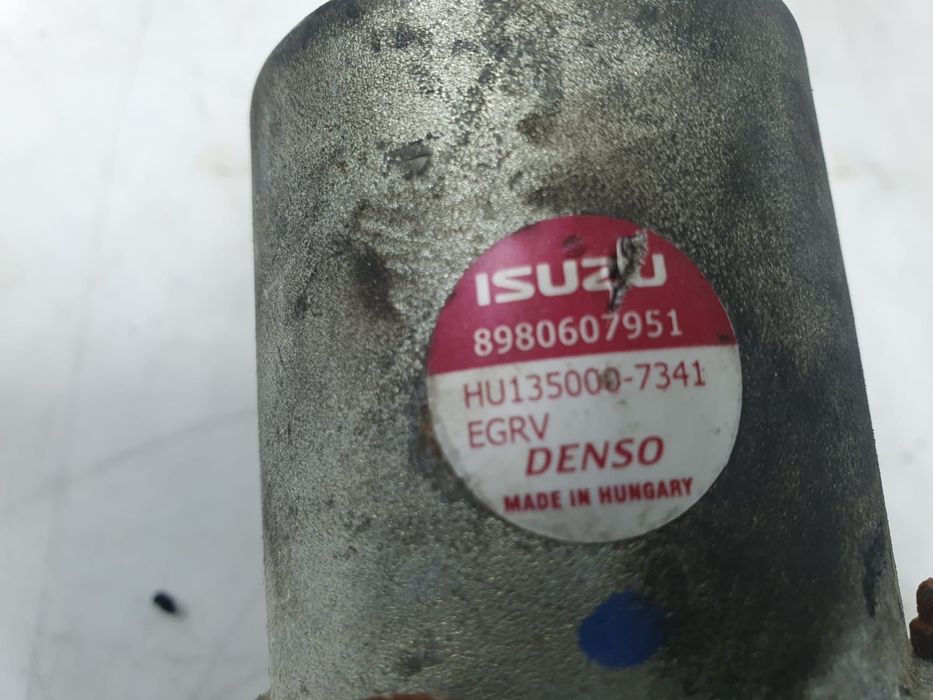 ISUZU
8980607951
HU135000-7341
EGRV
DENSO
MADE IN HUNGARY